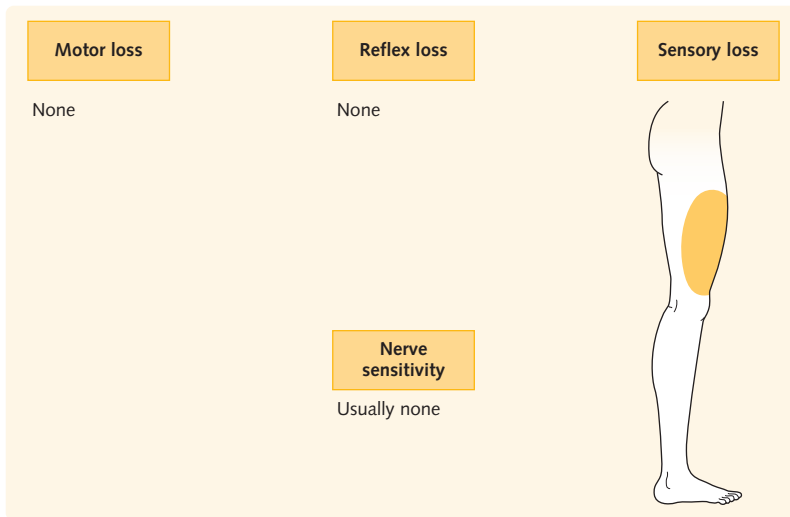 Motor loss
Reflex loss
Sensory loss
None
None
Nerve
sensitivity
Usually none